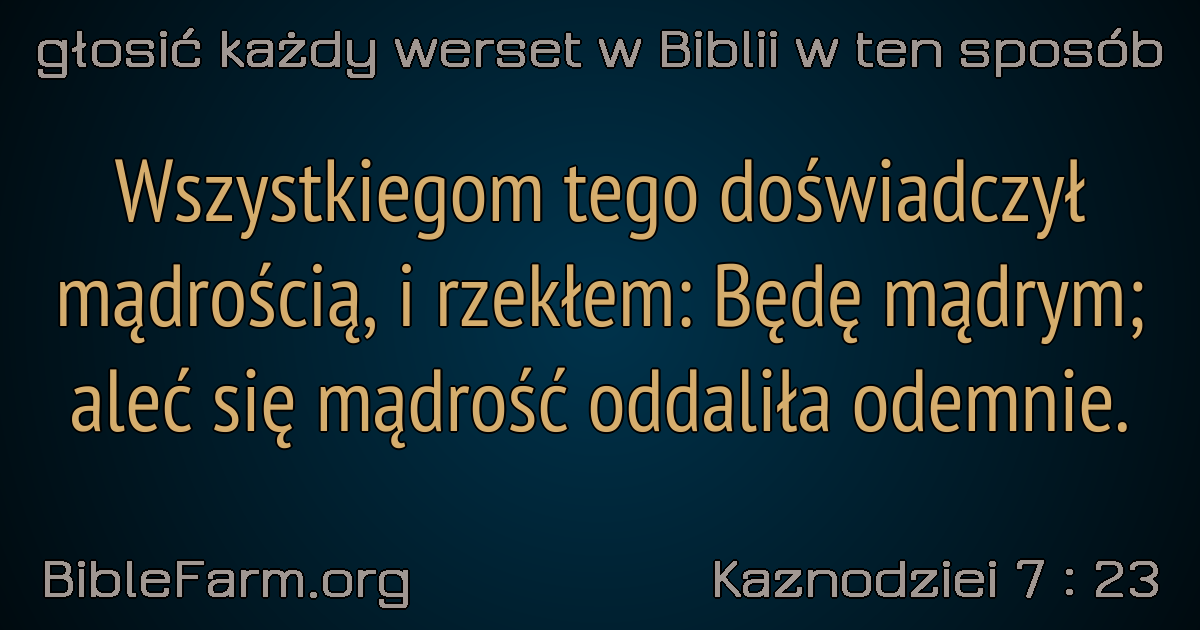 głosić każdy werset w Biblii w ten sposób
Wszystkiegom tego doświadczył
mądrością, i rzekłem: Będę mądrym;
aleć się mądrość oddaliła odemnie.
BibleFarm.org
Kaznodziei 7 : 23